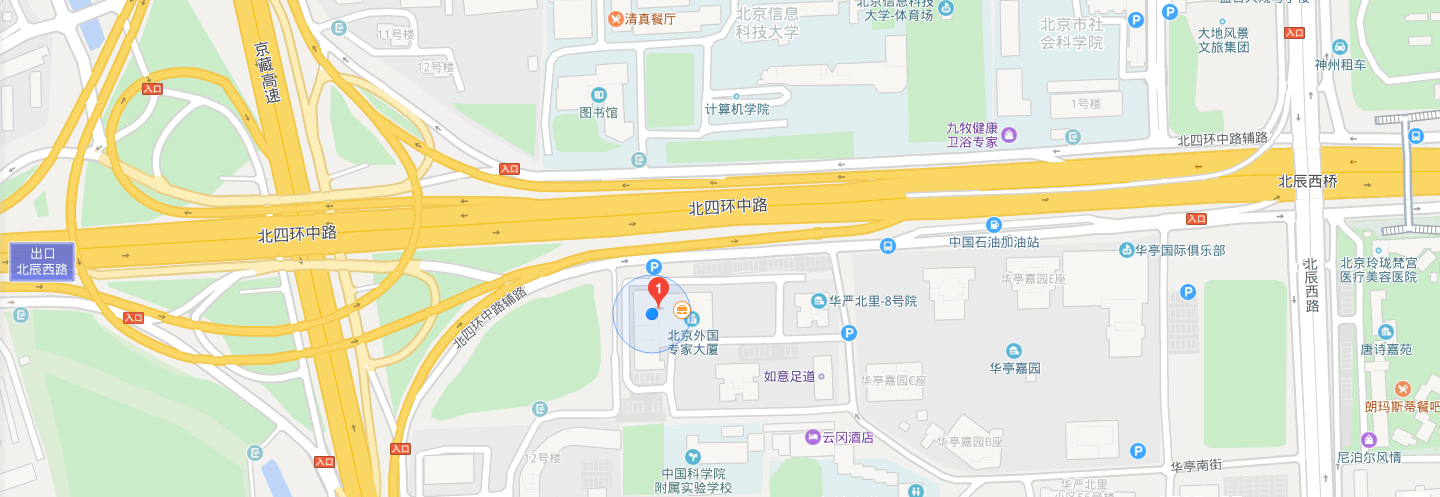 清真餐厅
北京信息
科技大学
北京信息科技
大学-体育场
北京市社
会科学院
大地风景
文旅集团
入口
神州租车
11号楼
12号楼
京藏高速
入口
图书馆
计算机学院
1号楼
九牧健康
卫浴专家
北四环中路辅路
入口
北辰西桥
北四环中路
北四环中路
入口
中国石油加油站
出口
北辰西路
华亭国际俱乐部
北京玲珑梵宫
医疗美容医院
北辰西路
华亭嘉园E座
1
华严北里-8号院
北四环中路辅路
入口
北京外国
专家大厦
唐诗嘉苑
华亭嘉园
如意足道
华亭嘉园C座
朗玛斯蒂餐吧
云冈酒店
华亭嘉园B座
入口
入口
12号楼
尼泊尔风情
华亭南街
中国科学院
附属实验学校
华严北里